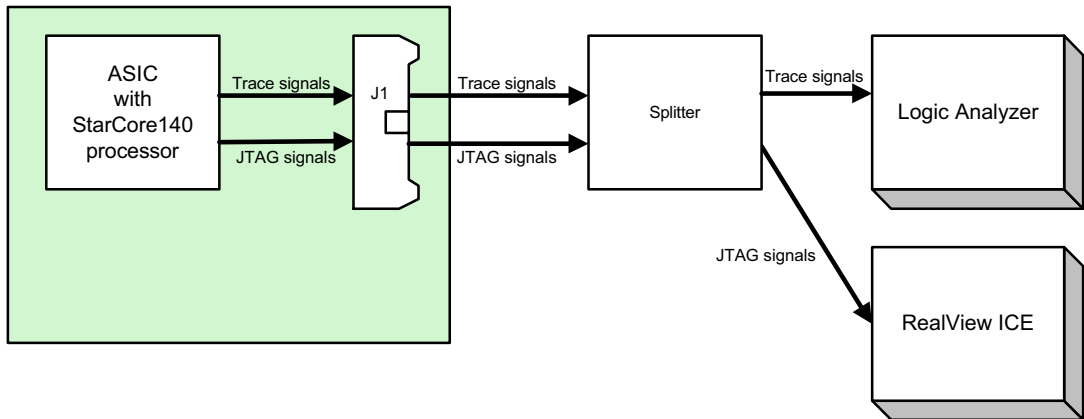 ASIC
with
StarCore140
processor
Trace signals
JTAG signals
J1
Trace signals
JTAG signals
Splitter
Trace signals
JTAG signals
Logic Analyzer
RealView ICE